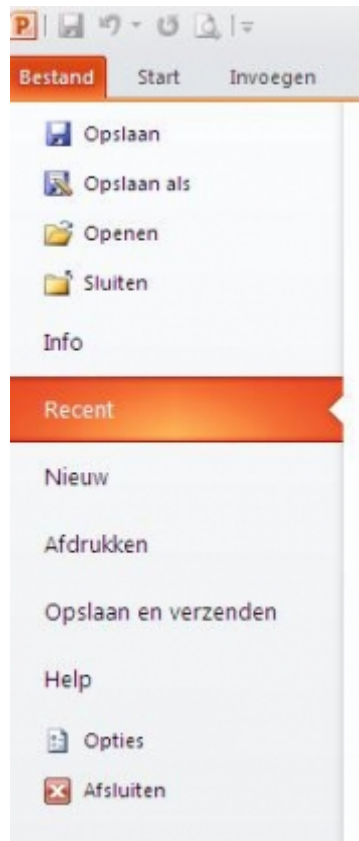 P
Bestand Start Invoegen
Opslaan
Opslaan als
Openen
Sluiten
Info
Recent
Nieuw
Afdrukken
Opslaan en verzenden
Help
Opties
Afsluiten